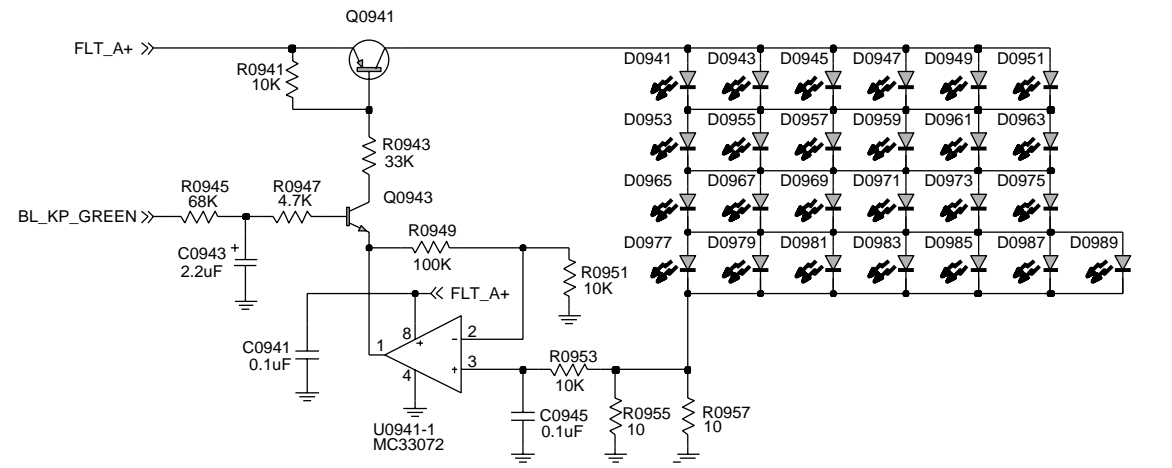 Q0941
FLT_A+
R0941
10K
D0941 D0943 D0945 D0947 D0949 D0951
D0953 D0955 D0957 D0959 D0961 D0963
R0943
33K
R0945
68K
R0947
4.7K
Q0943
D0965 D0967 D0969 D0971 D0973 D0975
BL_KP_GREEN
R0949
100K
C0943
2.2uF
+
D0977 D0979 D0981 D0983 D0985 D0987 D0989
R0951
10K
FLT_A+
8
+
2
-
C0941
0.1uF
1
3
+
4
R0953
10K
U0941-1
MC33072
C0945
0.1uF
R0955
10
R0957
10